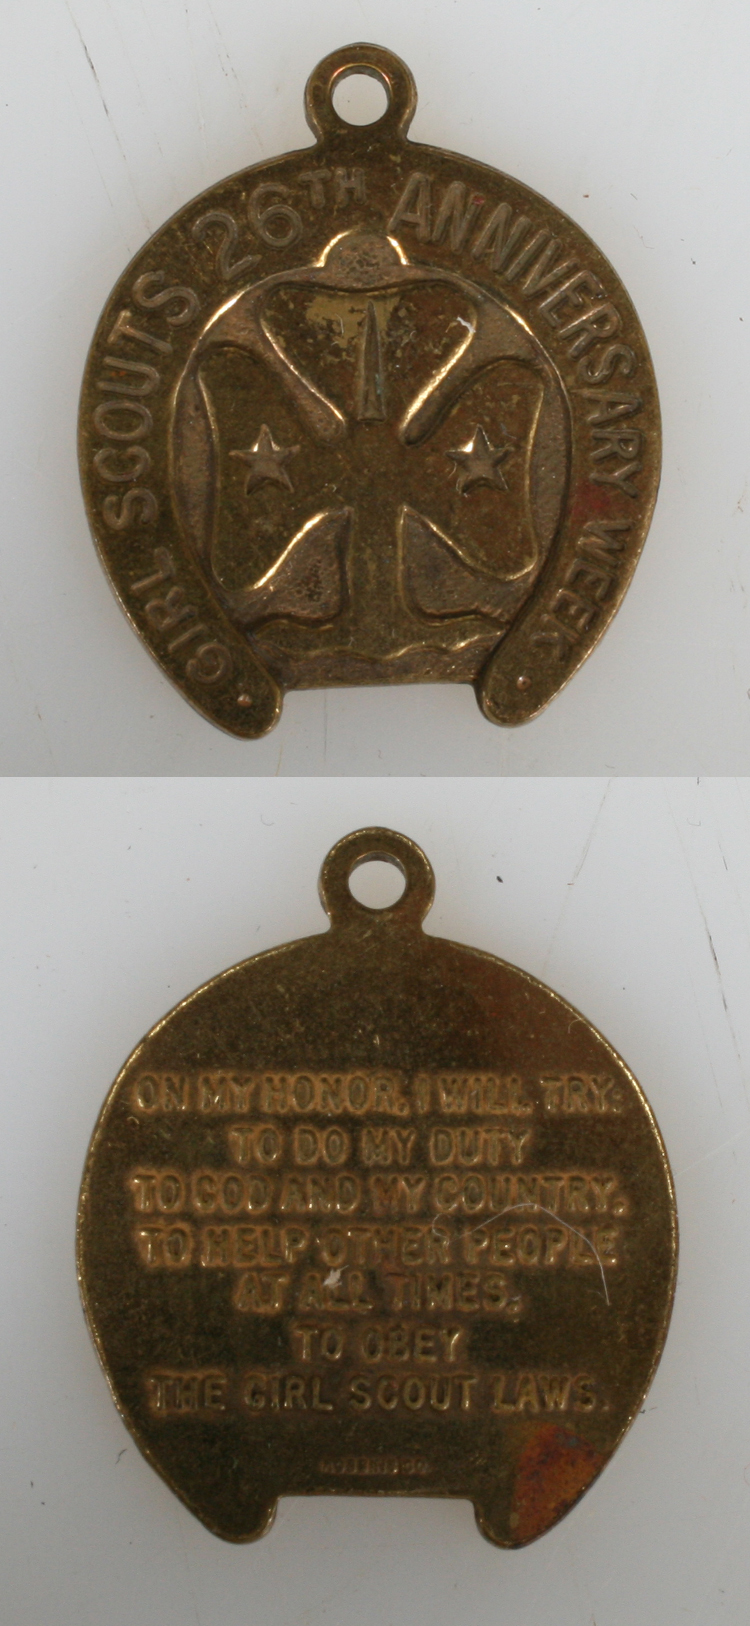 · GIRL SCOUTS 26TH ANNIVERSARY WEEK ·
ON MY HONOR, I WILL TRY:
TO DO MY DUTY
TO GOD AND MY COUNTRY,
TO HELP OTHER PEOPLE
AT ALL TIMES,
TO OBEY
THE GIRL SCOUT LAWS.